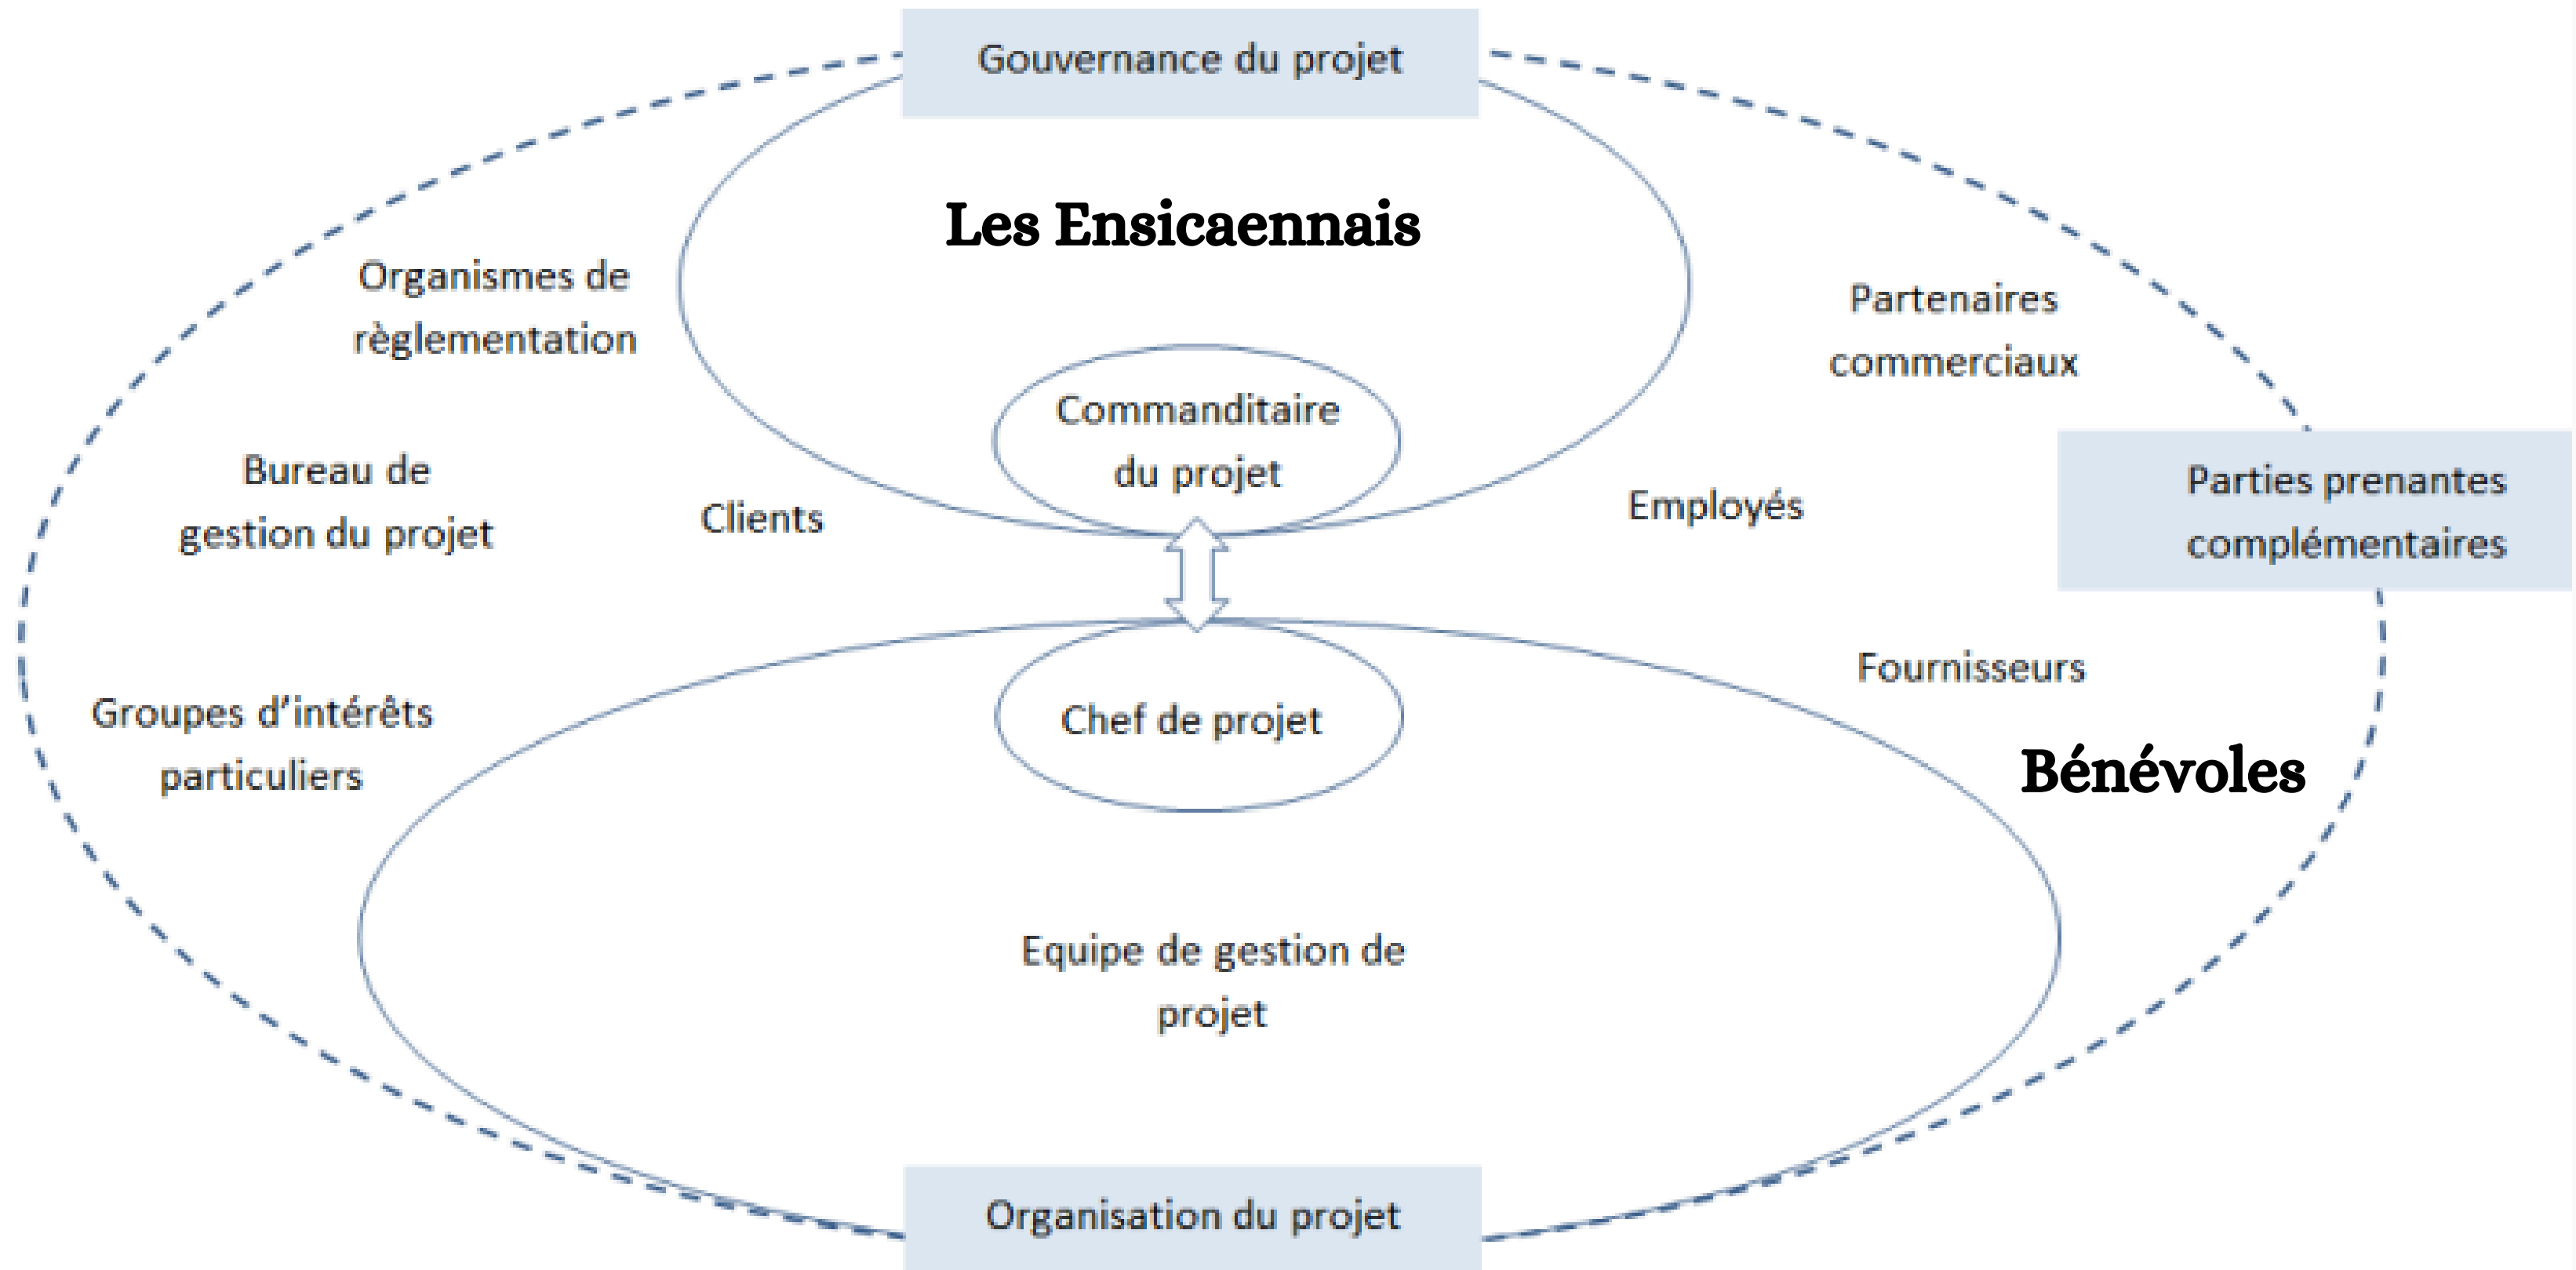 Gouvernance du projet
Les Ensicaennais
Organismes de
règlementation
Partenaires
commerciaux
Commanditaire
du projet
Bureau de
gestion du projet
Clients
Employés
Parties prenantes
complémentaires
Fournisseurs
Groupes d'intérêts
particuliers
Chef de projet
Bénévoles
Equipe de gestion de
projet
Organisation du projet